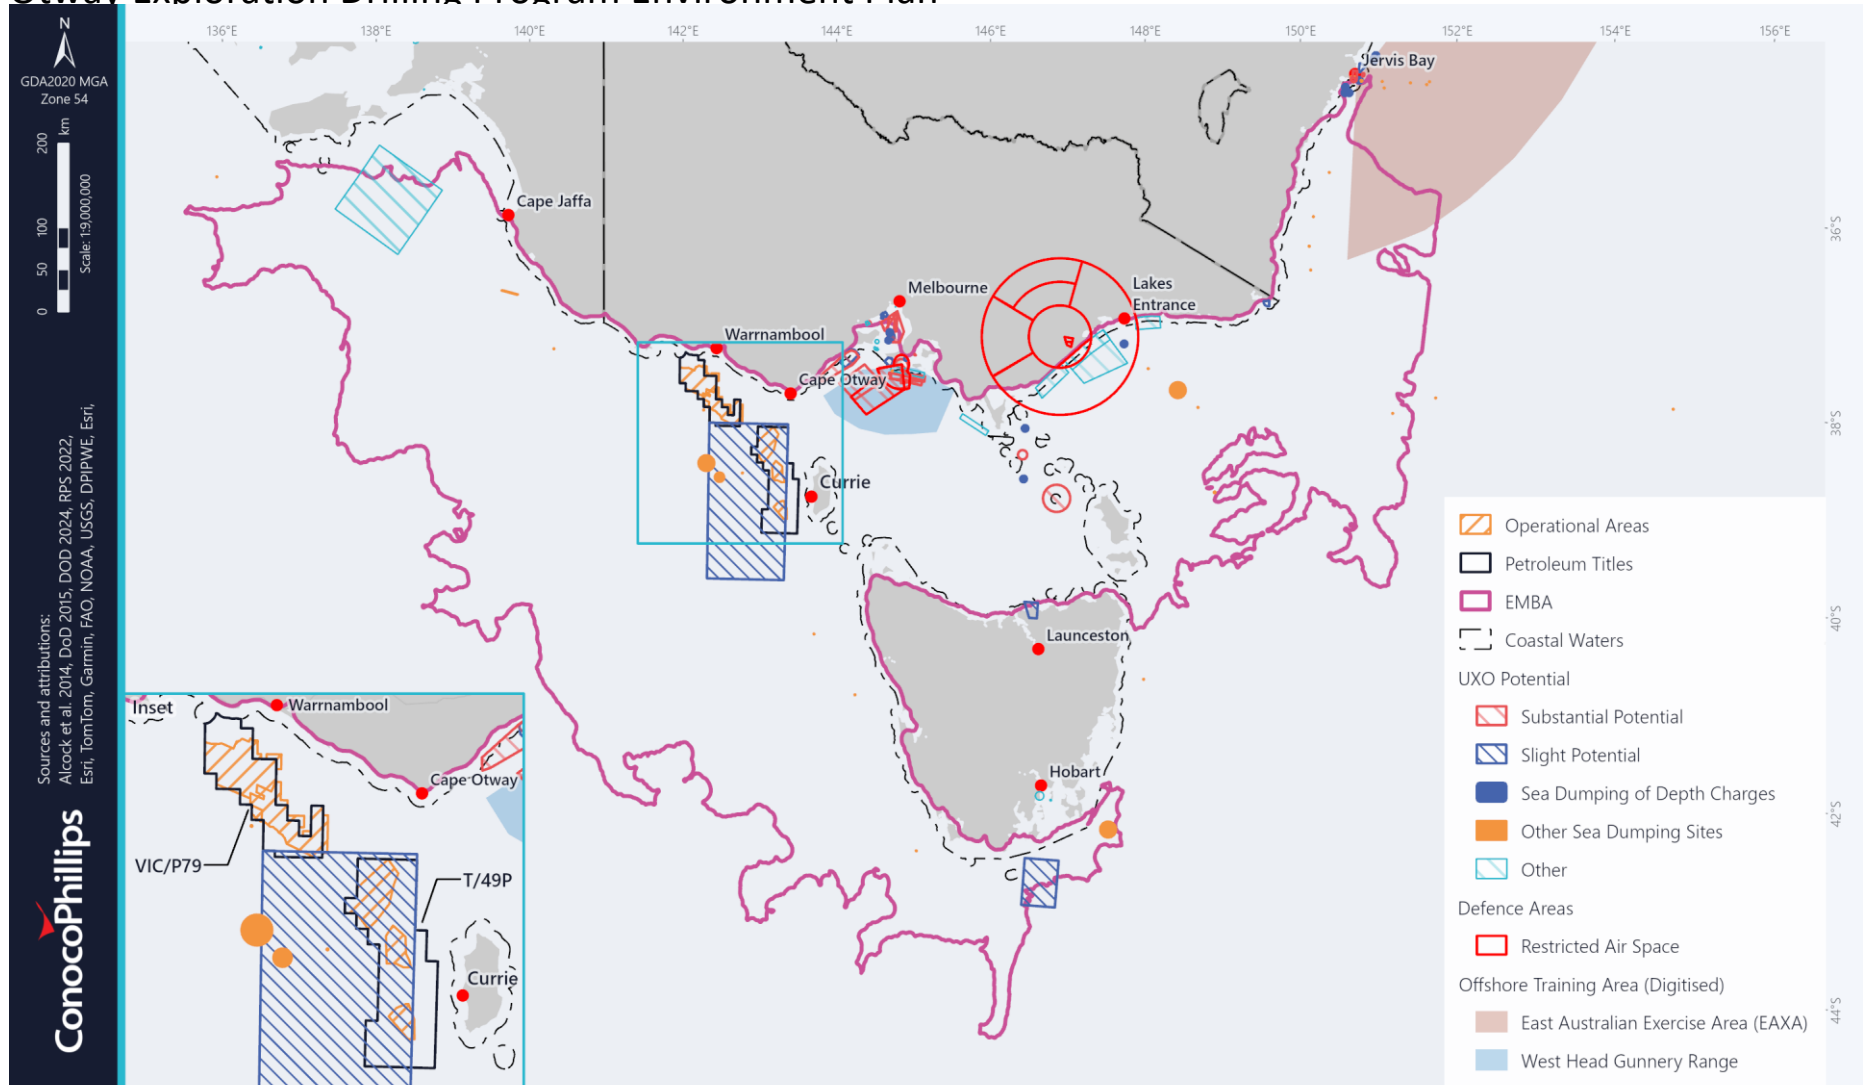 Otway Exploration Drilling Program Environment Plan
N
GDA2020 MGA
Zone 54
0 50 100 200 km
Scale: 1:9,000,000
Sources and attributions:
Alcock et al. 2014, DoD 2015, DOD 2024, RPS 2022,
Esri, TomTom, Garmin, FAO, NOAA, USGS, DPIPWE, Esri,
ConocoPhillips
136°E 138°E 140°E 142°E 144°E 146°E 148°E 150°E 152°E 154°E 156°E
36°S
38°S
40°S
42°S
44°S
Jervis Bay
Cape Jaffa
Melbourne
Lakes
Entrance
Warrnambool
Cape Otway
Currie
Launceston
Hobart
Inset
Warrnambool
Cape Otway
VIC/P79
T/49P
Currie
Operational Areas
Petroleum Titles
EMBA
Coastal Waters
UXO Potential
Substantial Potential
Slight Potential
Sea Dumping of Depth Charges
Other Sea Dumping Sites
Other
Defence Areas
Restricted Air Space
Offshore Training Area (Digitised)
East Australian Exercise Area (EAXA)
West Head Gunnery Range